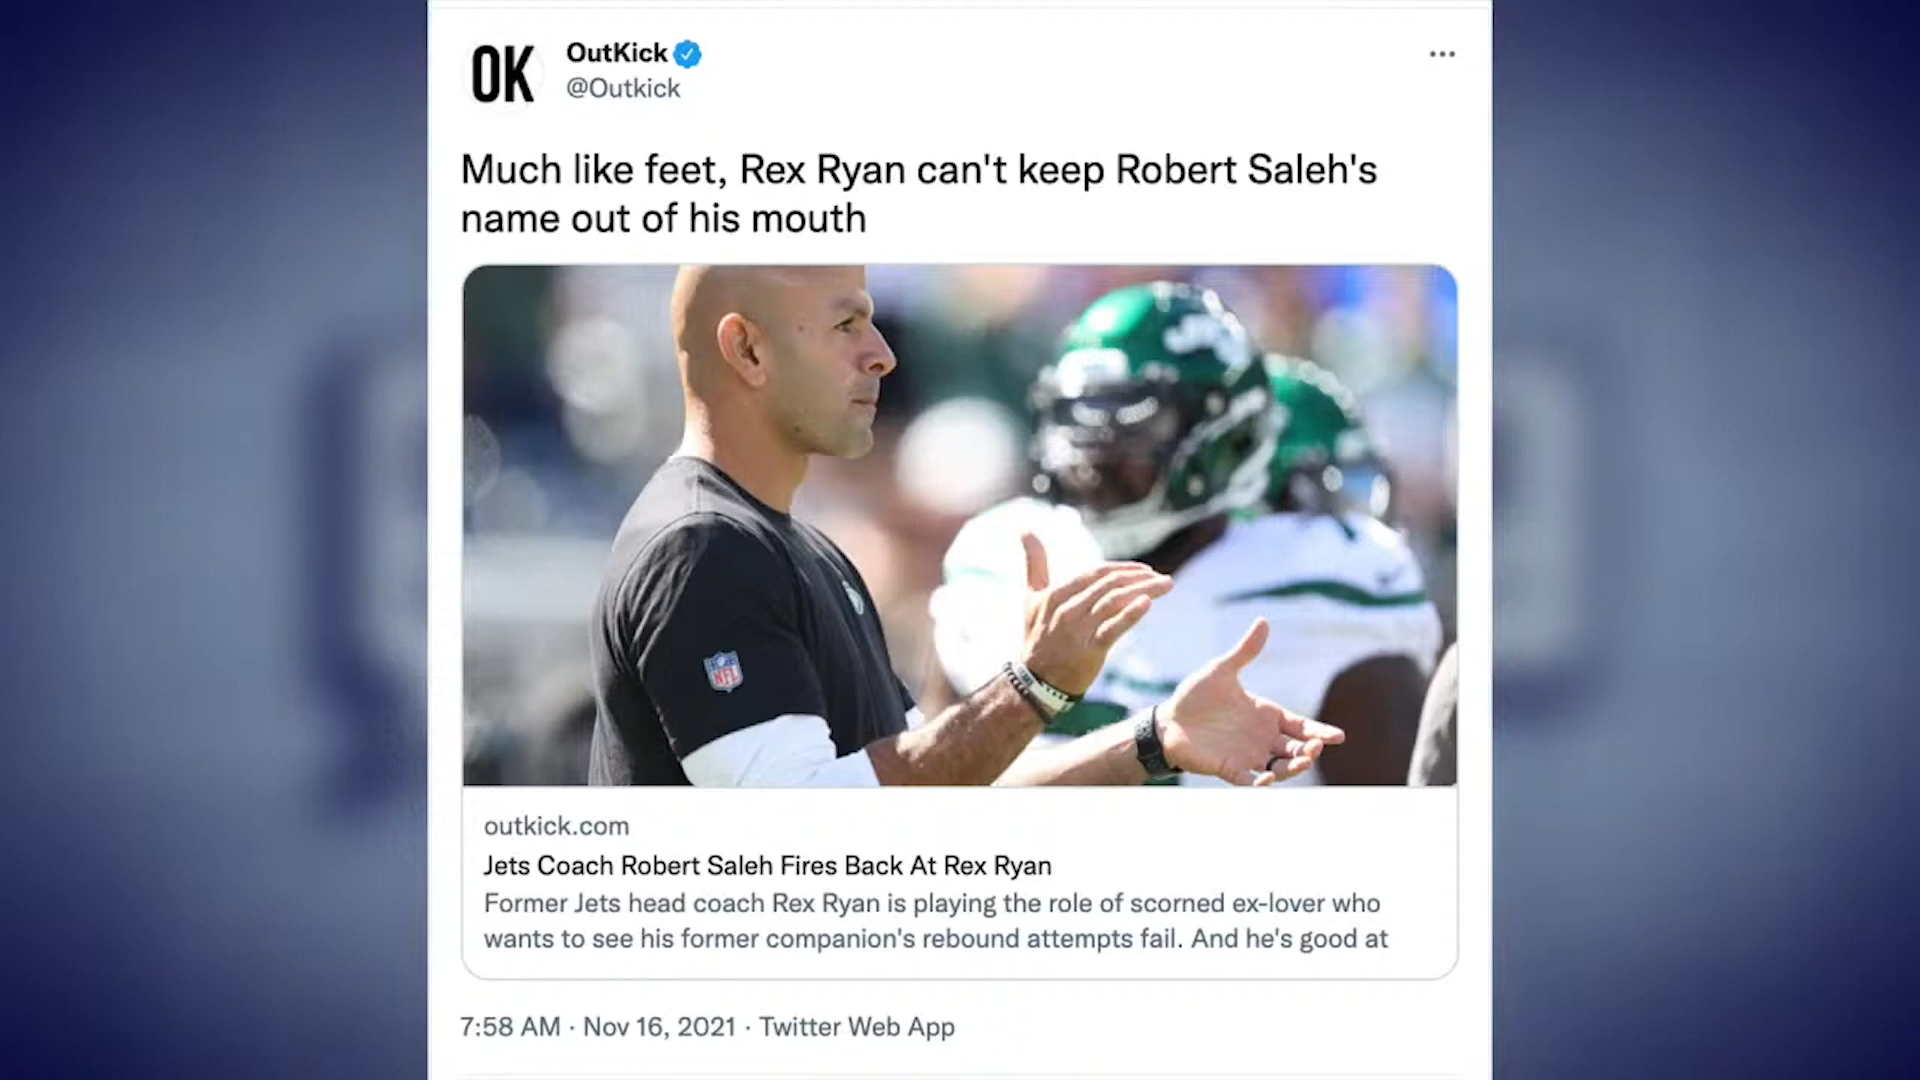 OK
OutKick
@Outkick
Much like feet, Rex Ryan can't keep Robert Saleh's
name out of his mouth
NFL
outkick.com
Jets Coach Robert Saleh Fires Back At Rex Ryan
Former Jets head coach Rex Ryan is playing the role of scorned ex-lover who
wants to see his former companion's rebound attempts fail. And he's good at
7:58 AM · Nov 16, 2021 · Twitter Web App